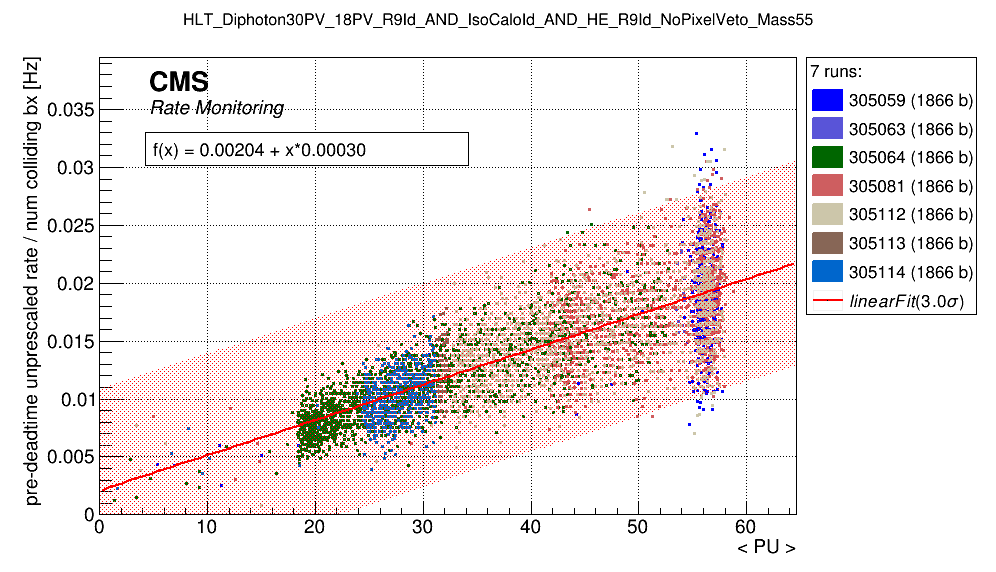 HLT_Diphoton30PV_18PV_R9Id_AND_IsoCaloId_AND_HE_R9Id_NoPixelVeto_Mass55
pre-deadtime unprescaled rate / num colliding bx [Hz]
CMS
Rate Monitoring
f(x) = 0.00204 + x*0.00030
0.035
0.03
0.025
0.02
0.015
0.01
0.005
0
0 10 20 30 40 50 60
< PU >
7 runs:
305059 (1866 b)
305063 (1866 b)
305064 (1866 b)
305081 (1866 b)
305112 (1866 b)
305113 (1866 b)
305114 (1866 b)
linearFit(3.0σ)